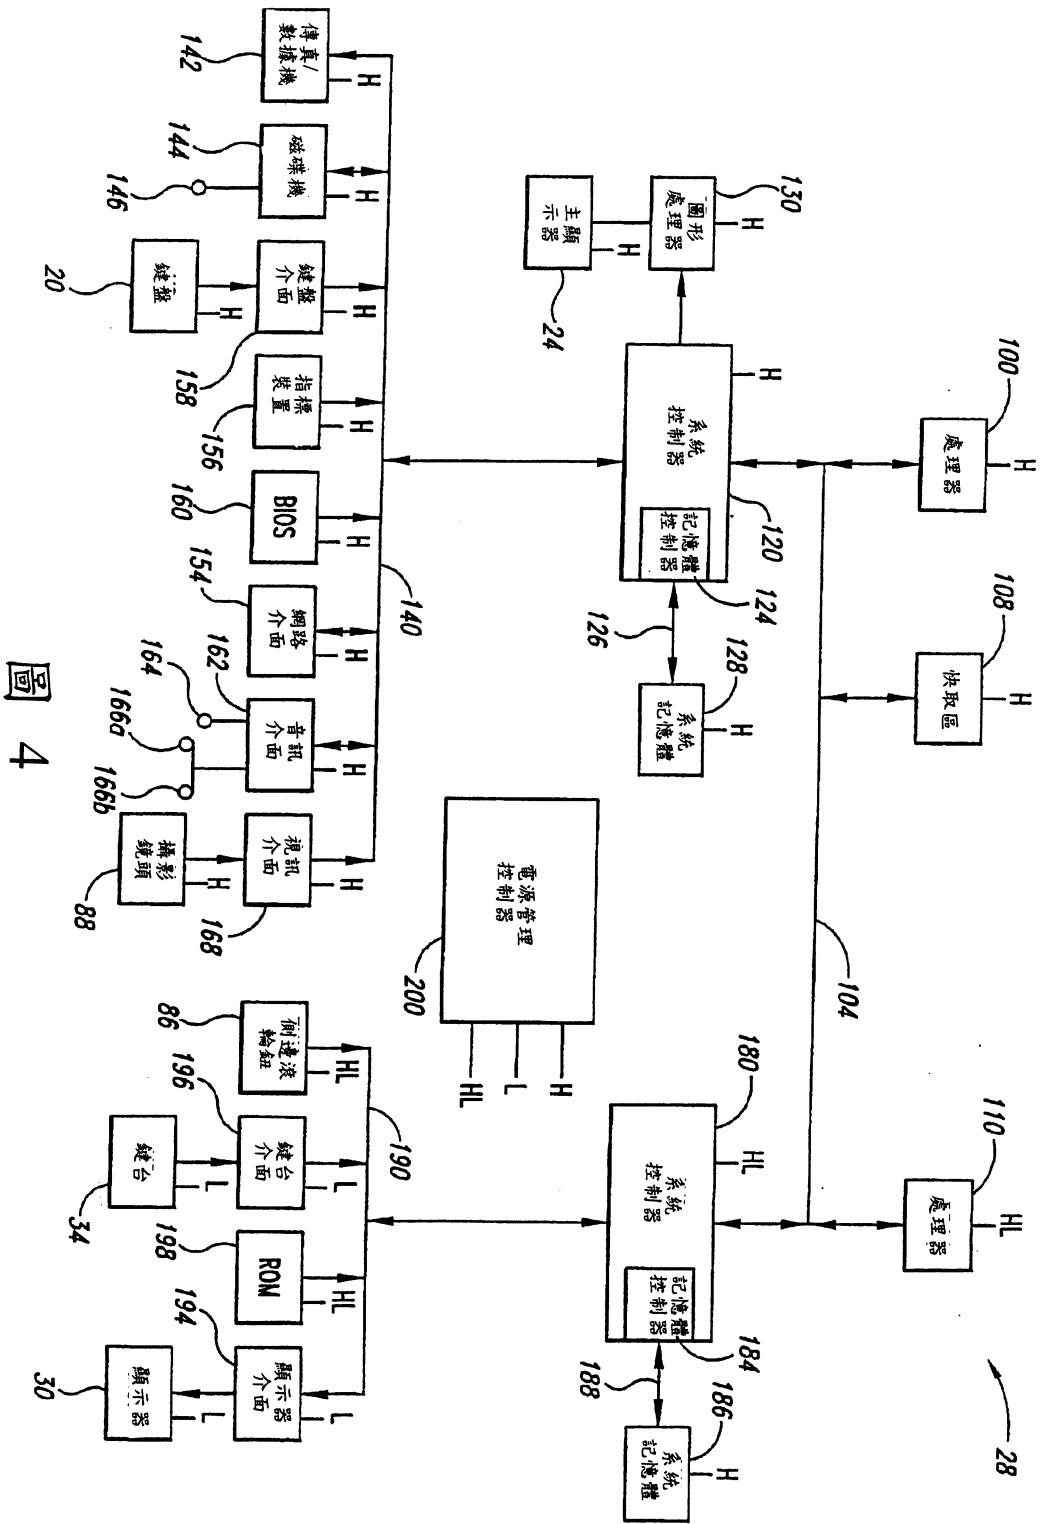 28
100
H
處理器
108
H
快取區
110
HL
處理器
104
130
H
圖形
處理器
H
系統
控制器
120
記憶體
控制器
124
126
128
H
系統
記憶體
主顯
示器
H
24
180
HL
系統
控制器
記憶體
控制器
184
188
186
H
系統
記憶體
電源管理
控制器
200
H
L
HL
140
142
傳真/
數據機
H
144
磁碟機
H
146
鍵盤
介面
H
158
鍵盤
H
20
指標
裝置
H
156
BIOS
H
160
網路
介面
H
154
音訊
介面
H
162
164
166a
166b
視訊
介面
H
168
攝影
鏡頭
H
88
190
86
側邊滾
輪鈕
HL
196
鍵台
介面
L
鍵台
L
34
198
ROM
HL
194
顯示器
介面
L
顯示器
L
30
圖 4